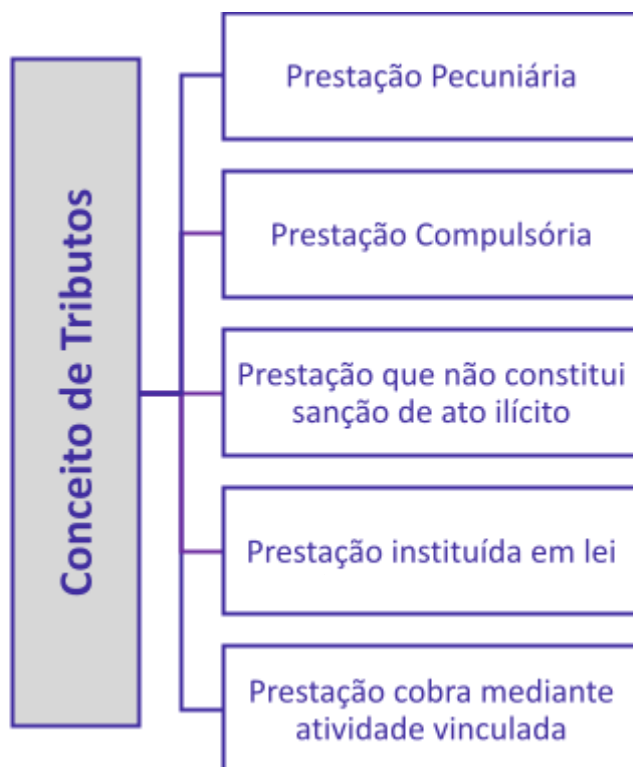 Conceito de Tributos
Prestação Pecuniária
Prestação Compulsória
Prestação que não constitui
sanção de ato ilícito
Prestação instituída em lei
Prestação cobra mediante
atividade vinculada